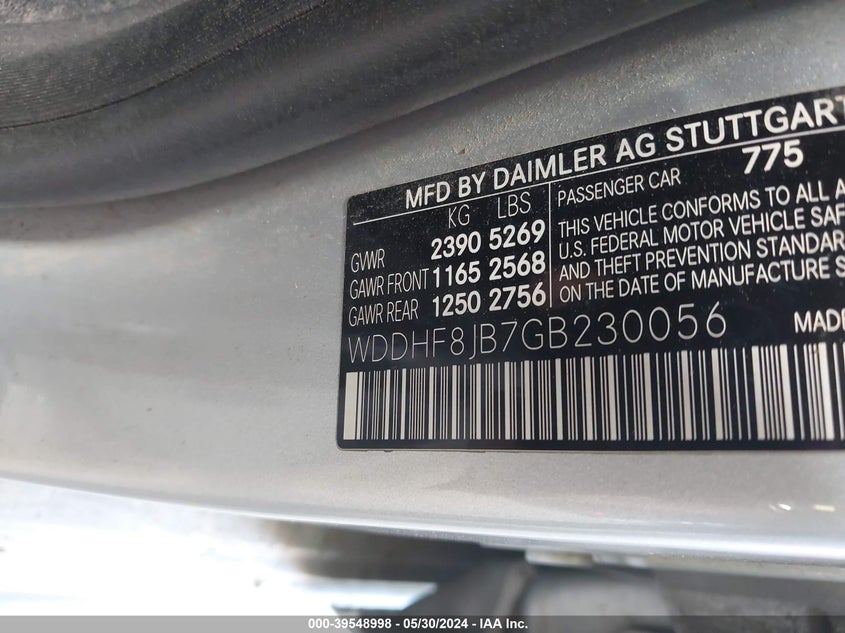 MFD BY DAIMLER AG STUTTGART
775
KG LBS
GVWR 2390 5269
GAWR FRONT 1165 2568
GAWR REAR 1250 2756
PASSENGER CAR
THIS VEHICLE CONFORMS TO ALL
U.S. FEDERAL MOTOR VEHICLE
AND THEFT PREVENTION
ON THE DATE OF MANUFACTURE
WDDHF8JB7GB230056
MADE
000-39548998 - 05/30/2024 - IAA Inc.